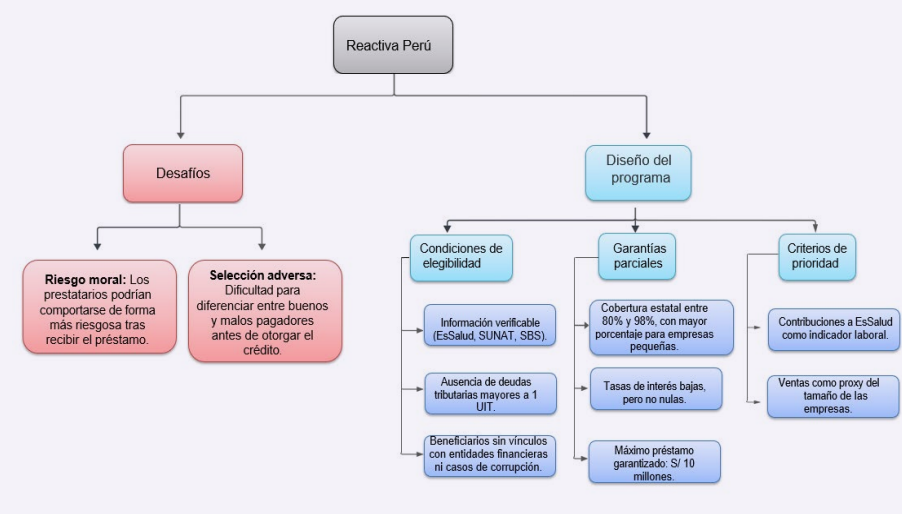 Reactiva Perú
Desafíos
Diseño del
programa
Riesgo moral: Los
prestatarios podrían
comportarse de forma
más riesgosa tras
recibir el préstamo.
Selección adversa:
Dificultad para
diferenciar entre buenos
y malos pagadores
antes de otorgar el
crédito.
Condiciones de
elegibilidad
Información verificable
(EsSalud, SUNAT, SBS).
Ausencia de deudas
tributarias mayores a 1
UIT.
Beneficiarios sin vínculos
con entidades financieras
ni casos de corrupción.
Garantías
parciales
Cobertura estatal entre
80% y 98%, con mayor
porcentaje para empresas
pequeñas.
Tasas de interés bajas,
pero no nulas.
Máximo préstamo
garantizado: S/ 10
millones.
Criterios de
prioridad
Contribuciones a EsSalud
como indicador laboral.
Ventas como proxy del
tamaño de las
empresas.